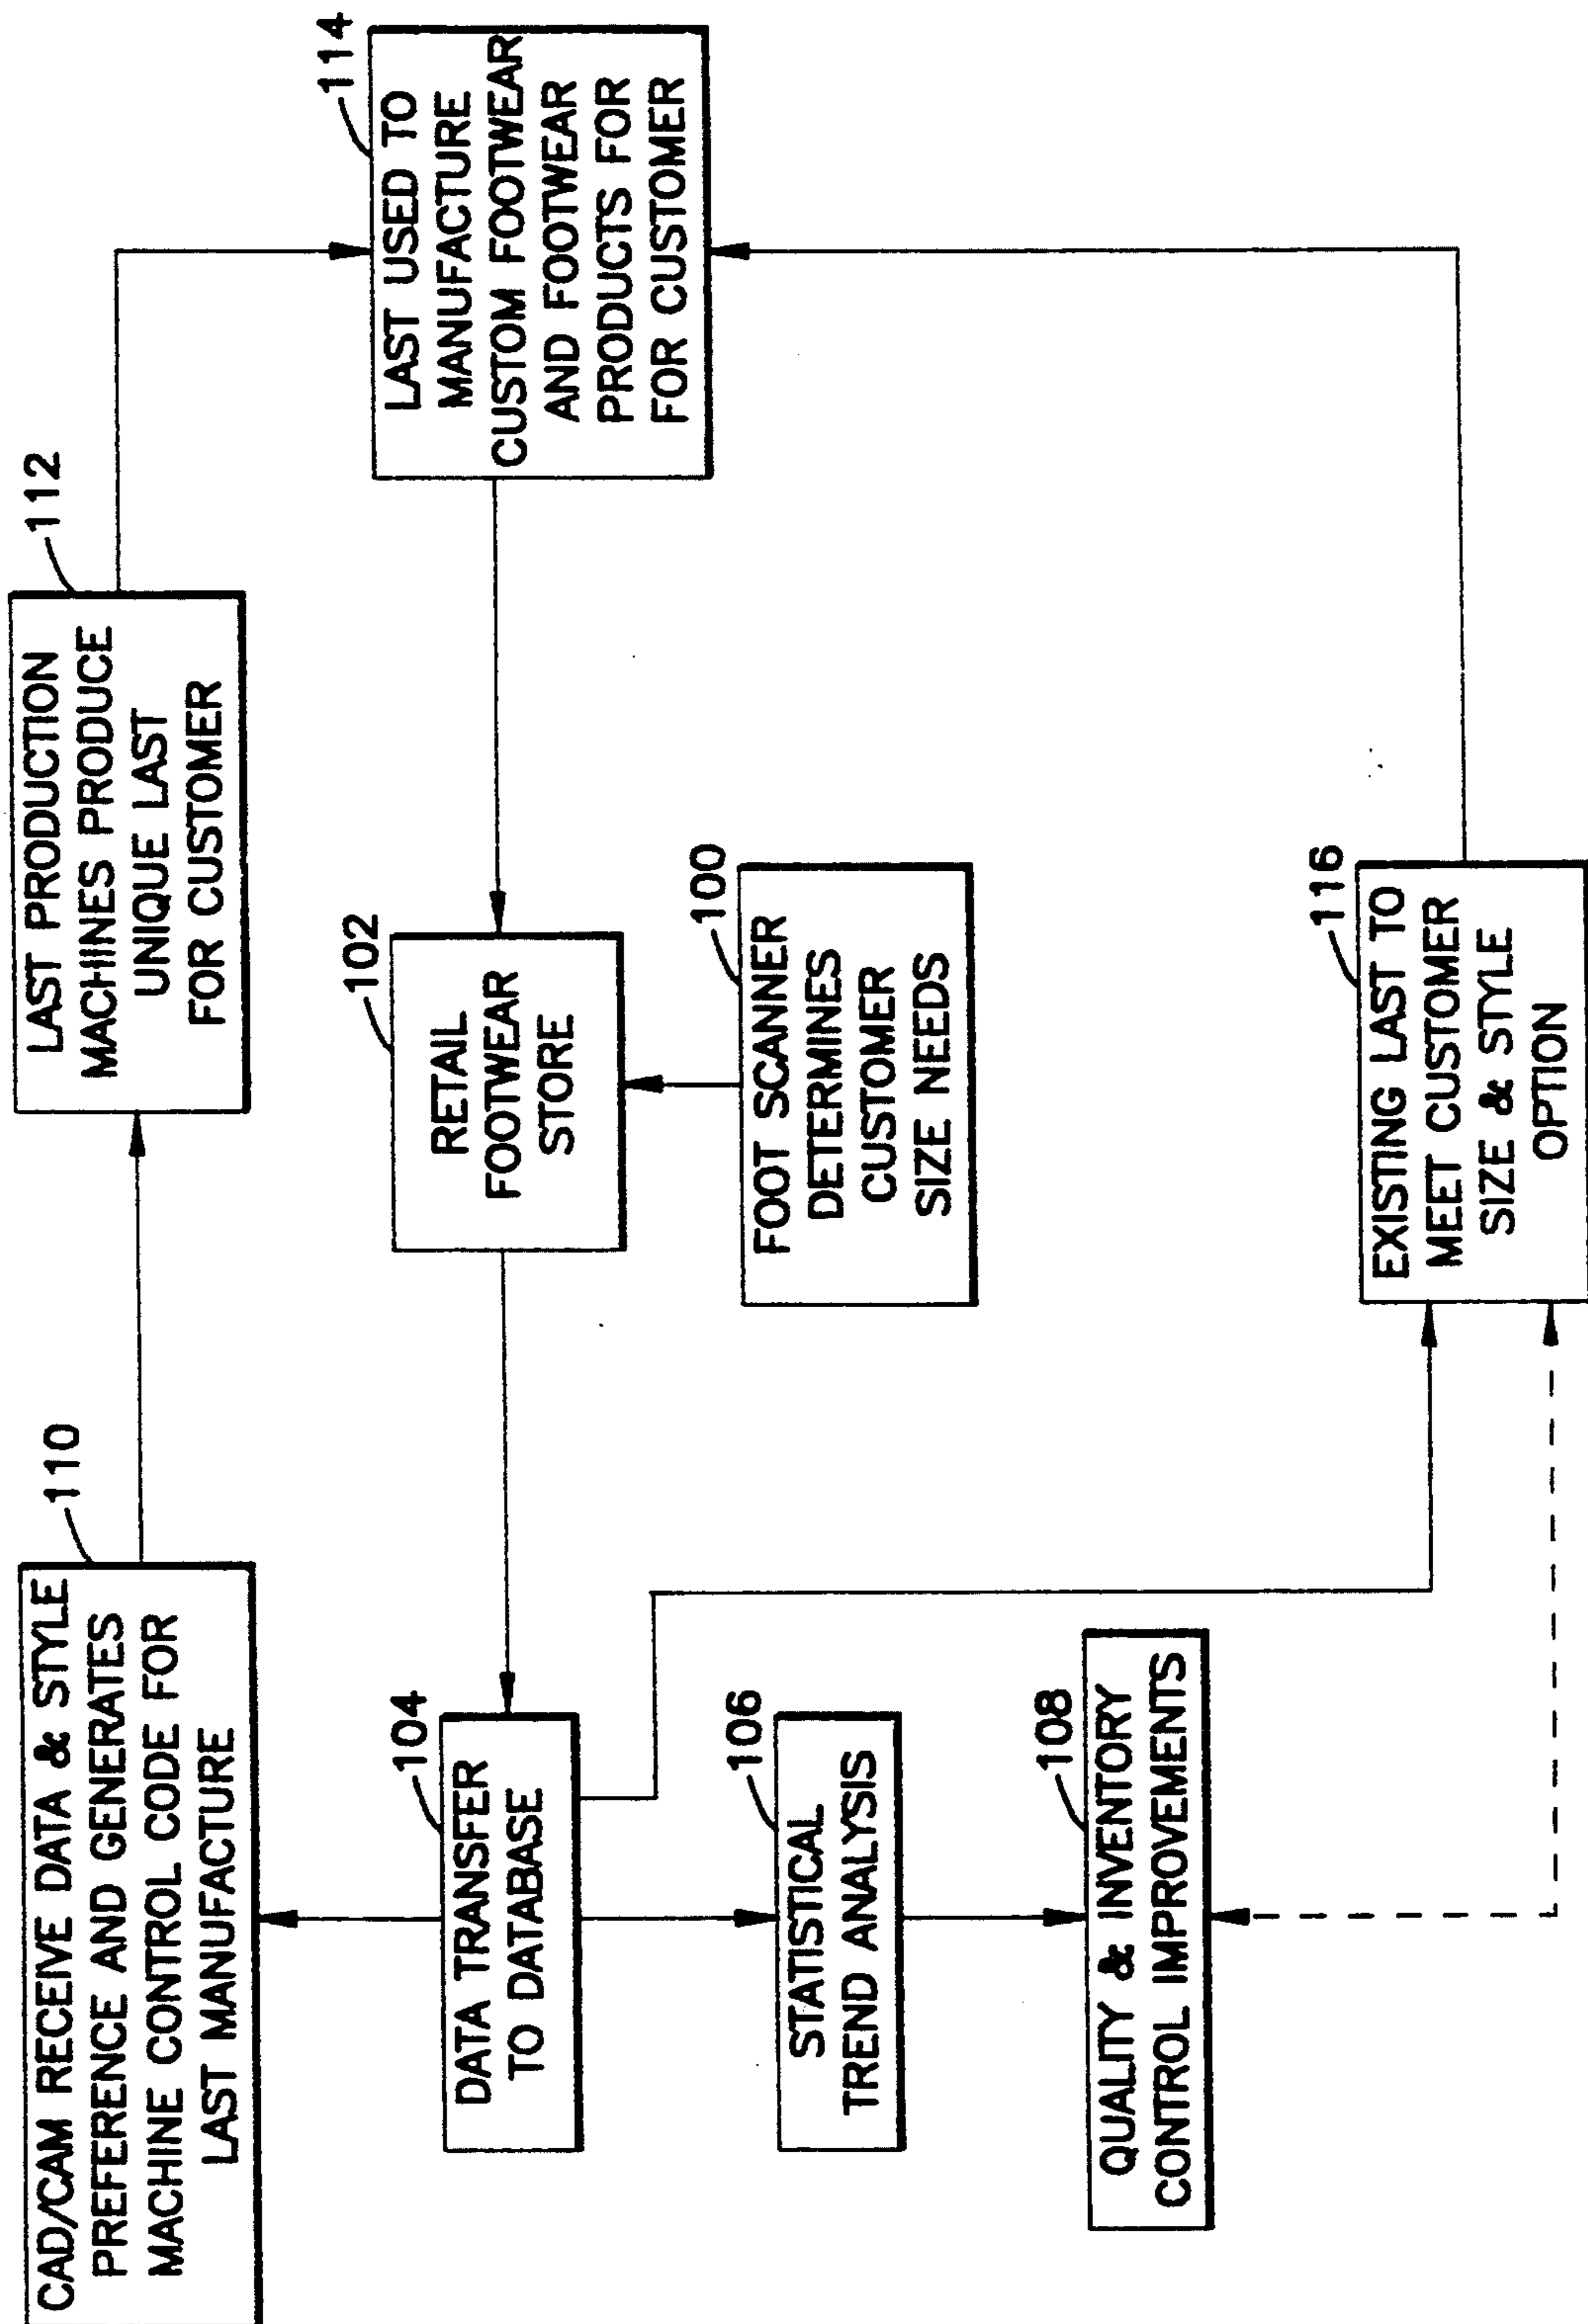 110
CAD/CAM RECEIVE DATA & STYLE
PREFERENCE AND GENERATES
MACHINE CONTROL CODE FOR
LAST MANUFACTURE
112
LAST PRODUCTION
MACHINES PRODUCE
UNIQUE LAST
FOR CUSTOMER
104
DATA TRANSFER
TO DATABASE
102
RETAIL
FOOTWEAR
STORE
114
LAST USED TO
MANUFACTURE
CUSTOM FOOTWEAR
AND FOOTWEAR
PRODUCTS FOR
FOR CUSTOMER
106
STATISTICAL
TREND ANALYSIS
100
FOOT SCANNER
DETERMINES
CUSTOMER
SIZE NEEDS
108
QUALITY & INVENTORY
CONTROL IMPROVEMENTS
116
EXISTING LAST TO
MEET CUSTOMER
SIZE & STYLE
OPTION